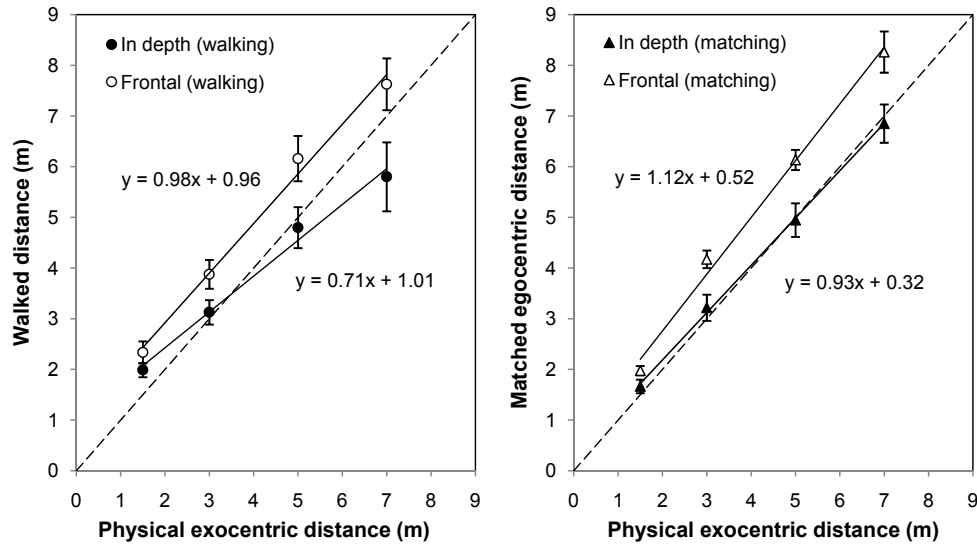 9
8
7
6
5
4
3
2
1
0
Walked distance (m)
In depth (walking)
Frontal (walking)
y = 0.98x + 0.96
y = 0.71x + 1.01
0 1 2 3 4 5 6 7 8 9
Physical exocentric distance (m)
9
8
7
6
5
4
3
2
1
0
Matched egocentric distance (m)
In depth (matching)
Frontal (matching)
y = 1.12x + 0.52
y = 0.93x + 0.32
0 1 2 3 4 5 6 7 8 9
Physical exocentric distance (m)